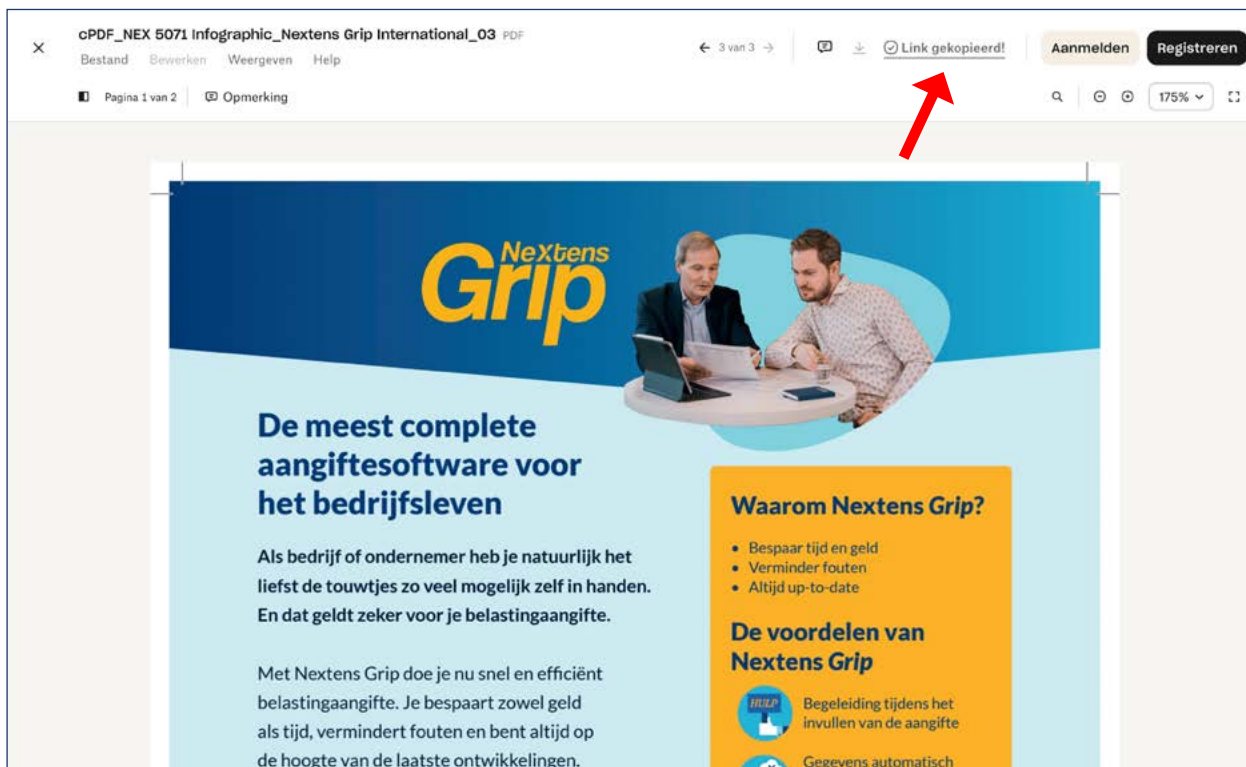 cPDF_NEX 5071 Infographic_Nextens Grip International_03 PDF
Bestand Bewerken Weergeven Help
3 van 3
Link gekopieerd!
Aanmelden
Registreren
Pagina 1 van 2
Opmerking
175%
Nextens
Grip
De meest complete
aangiftesoftware voor
het bedrijfsleven
Als bedrijf of ondernemer heb je natuurlijk het
liefst de touwtjes zo veel mogelijk zelf in handen.
En dat geldt zeker voor je belastingaangifte.
Met Nextens Grip doe je nu snel en efficiënt
belastingaangifte. Je bespaart zowel geld
als tijd, vermindert fouten en bent altijd op
de hoogte van de laatste ontwikkelingen.
Waarom Nextens Grip?
• Bespaar tijd en geld
• Verminder fouten
• Altijd up-to-date
De voordelen van
Nextens Grip
HULP
Begeleiding tijdens het
invullen van de aangifte
Gegevens automatisch